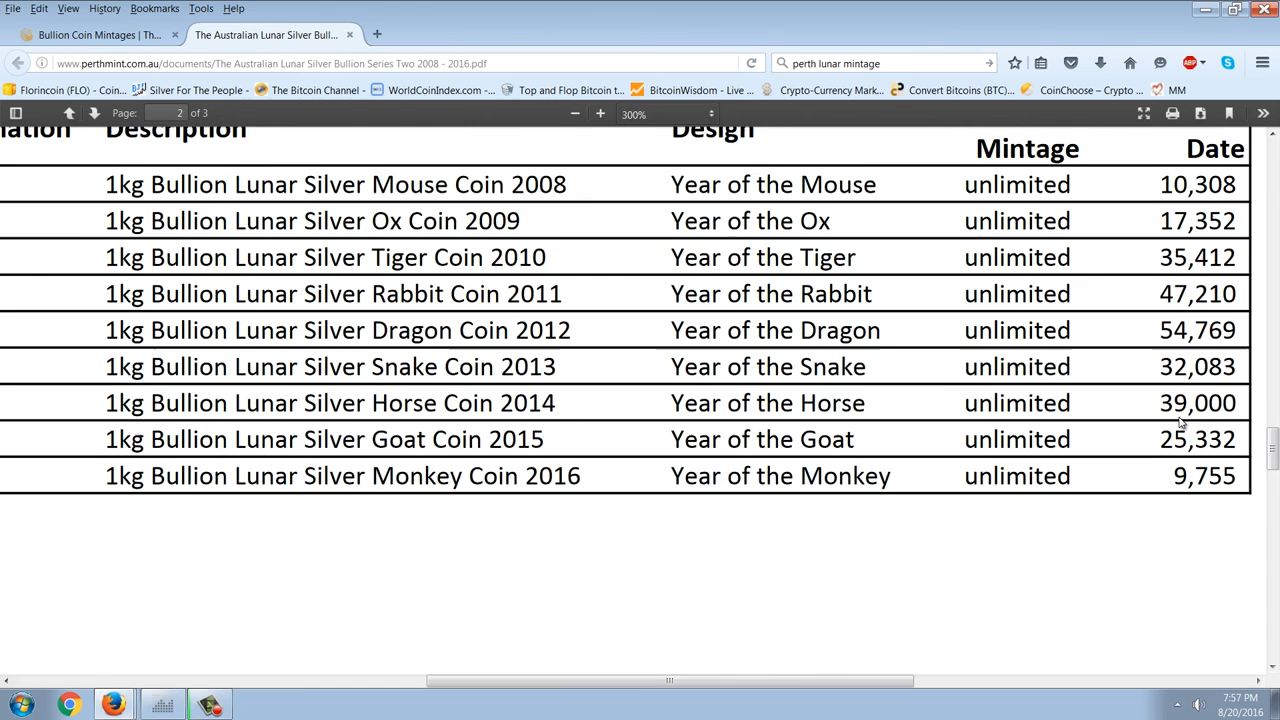 File Edit View History Bookmarks Tools Help
Bullion Coin Mintages | Th... × The Australian Lunar Silver Bull... × +
www.perthmint.com.au/documents/The Australian Lunar Silver Bullion Series Two 2008 - 2016.pdf perth lunar mintage
Florincoin (FLO) - Coin... Silver For The People - The Bitcoin Channel - WorldCoinIndex.com -... Top and Flop Bitcoin t... BitcoinWisdom - Live ... Crypto-Currency Mark... Convert Bitcoins (BTC)... CoinChoose – Crypto ... MM
Page: 2 of 3 300%
nation Description Design
Mintage Date
1kg Bullion Lunar Silver Mouse Coin 2008 Year of the Mouse unlimited 10,308
1kg Bullion Lunar Silver Ox Coin 2009 Year of the Ox unlimited 17,352
1kg Bullion Lunar Silver Tiger Coin 2010 Year of the Tiger unlimited 35,412
1kg Bullion Lunar Silver Rabbit Coin 2011 Year of the Rabbit unlimited 47,210
1kg Bullion Lunar Silver Dragon Coin 2012 Year of the Dragon unlimited 54,769
1kg Bullion Lunar Silver Snake Coin 2013 Year of the Snake unlimited 32,083
1kg Bullion Lunar Silver Horse Coin 2014 Year of the Horse unlimited 39,000
1kg Bullion Lunar Silver Goat Coin 2015 Year of the Goat unlimited 25,332
1kg Bullion Lunar Silver Monkey Coin 2016 Year of the Monkey unlimited 9,755
7:57 PM
8/20/2016